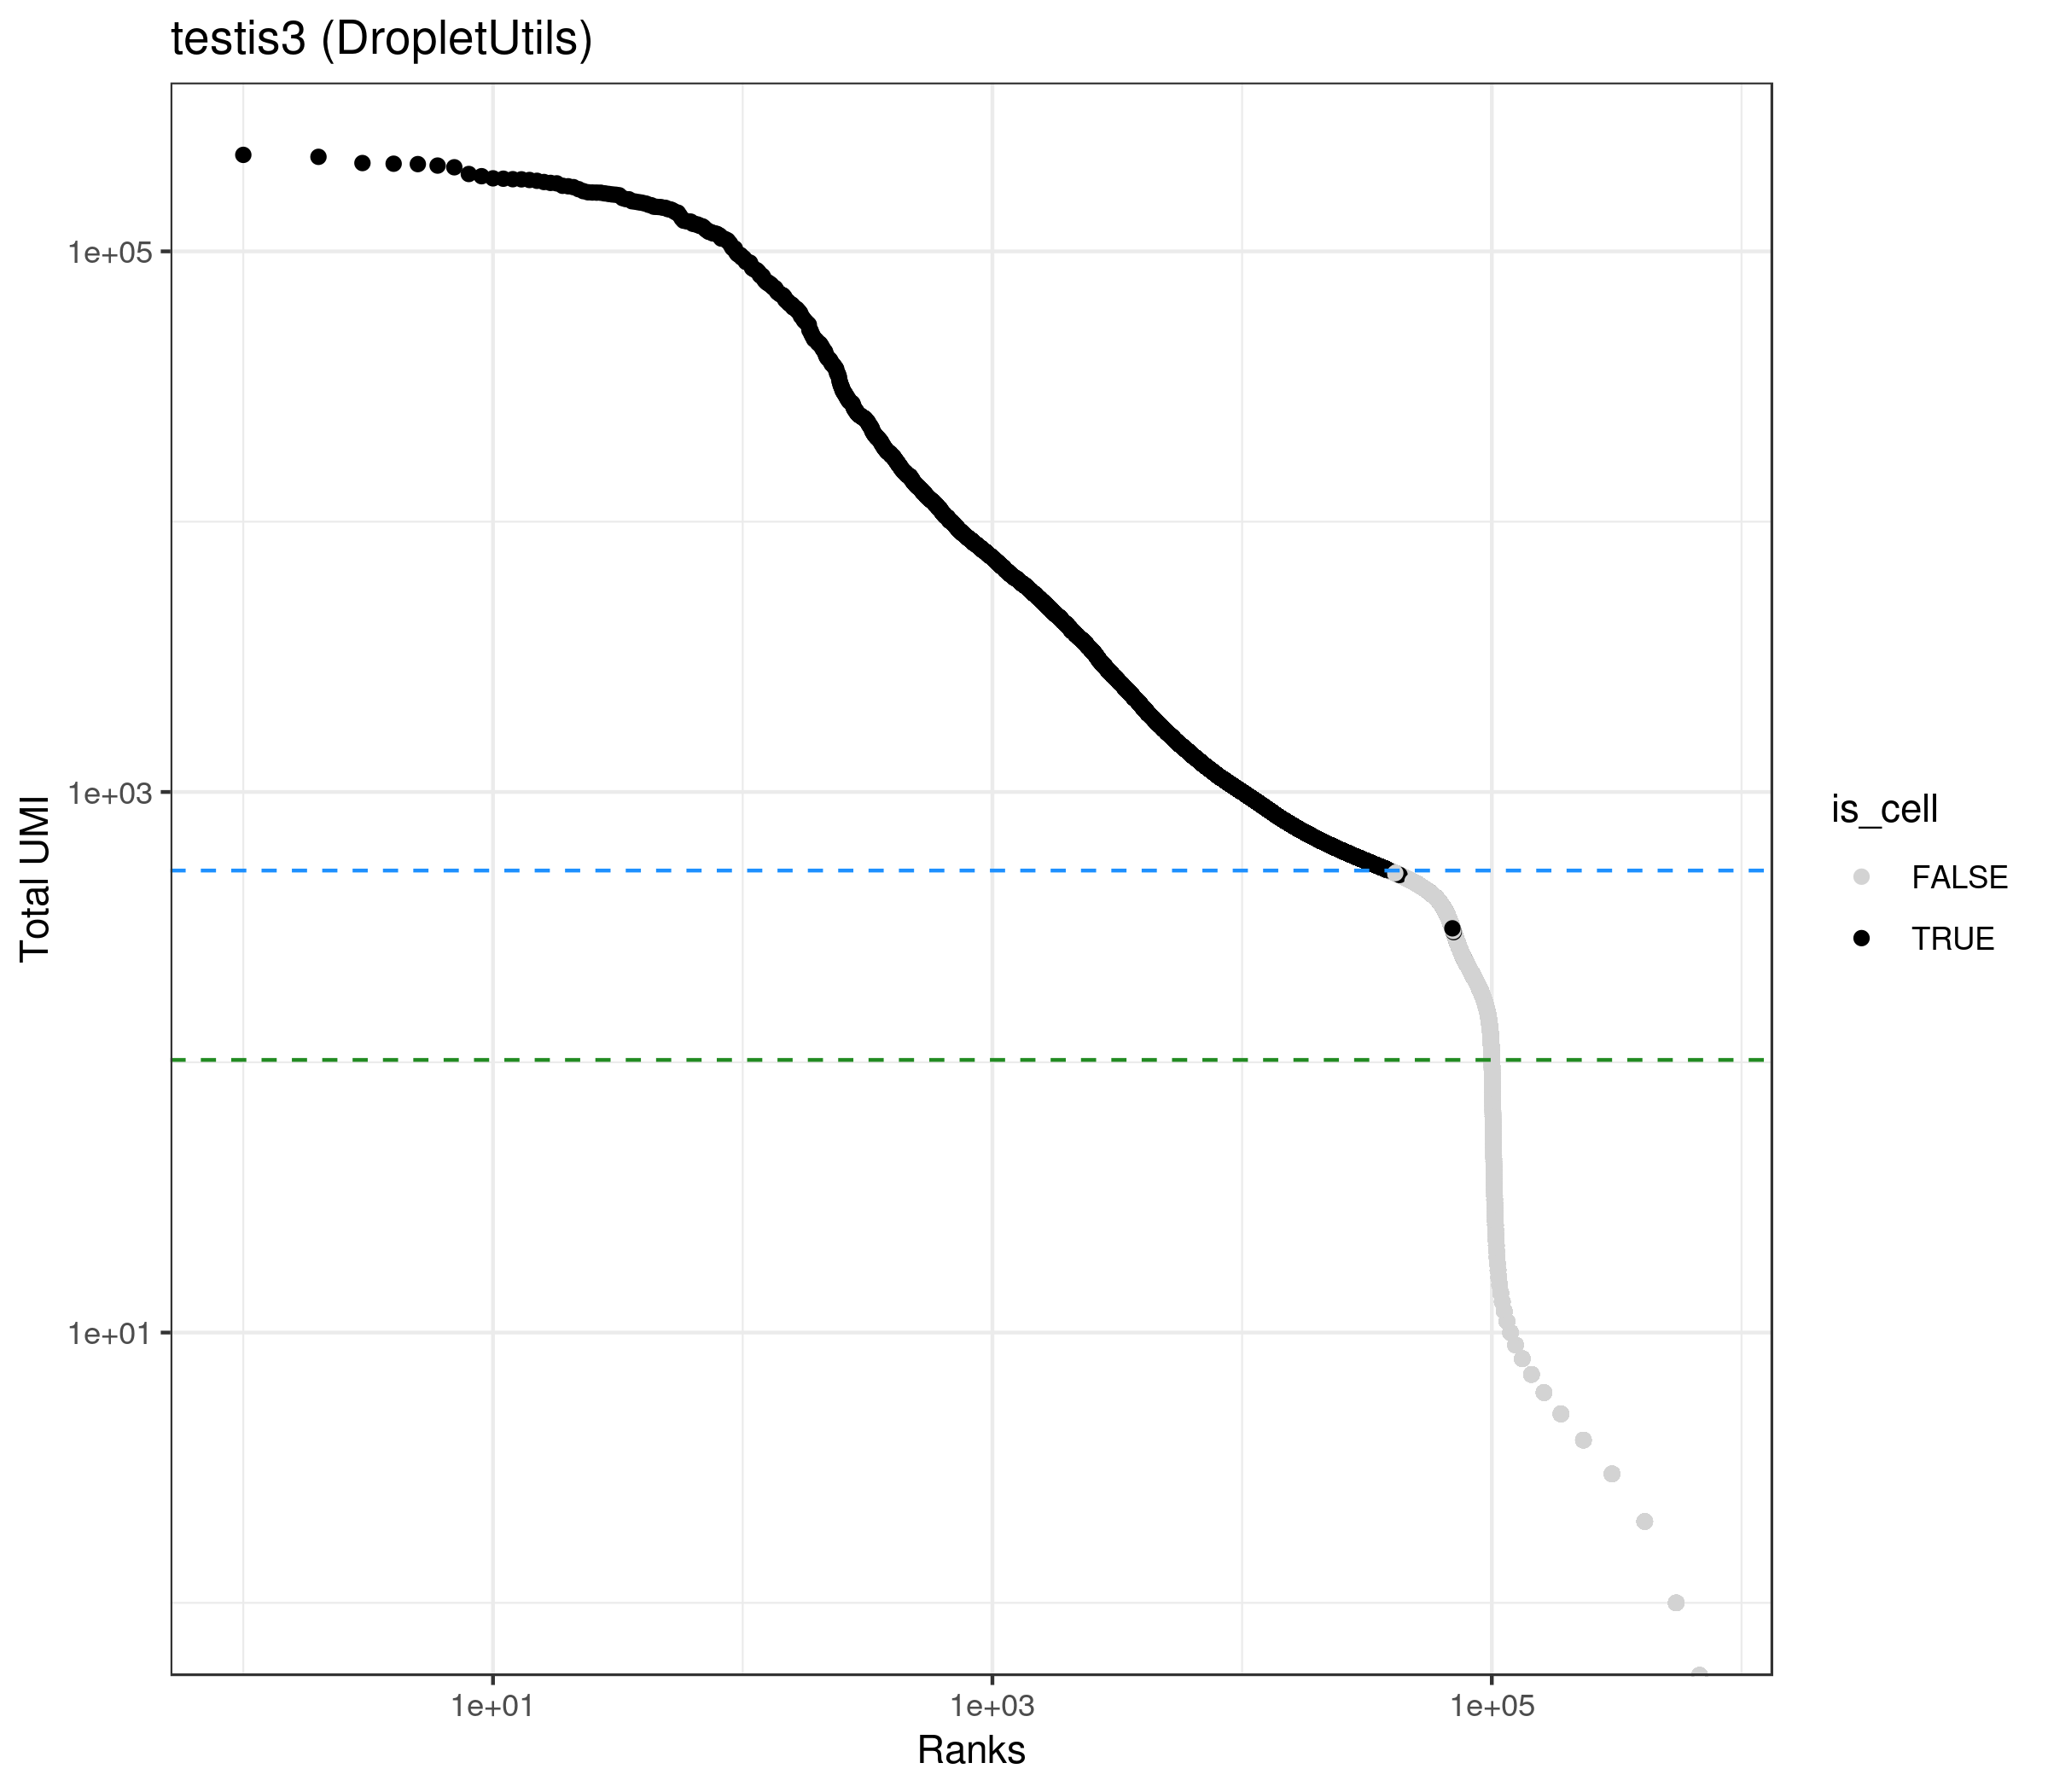 testis3 (DropletUtils)
Total UMI
1e+05
1e+03
1e+01
1e+01
1e+03
1e+05
Ranks
is_cell
FALSE
TRUE